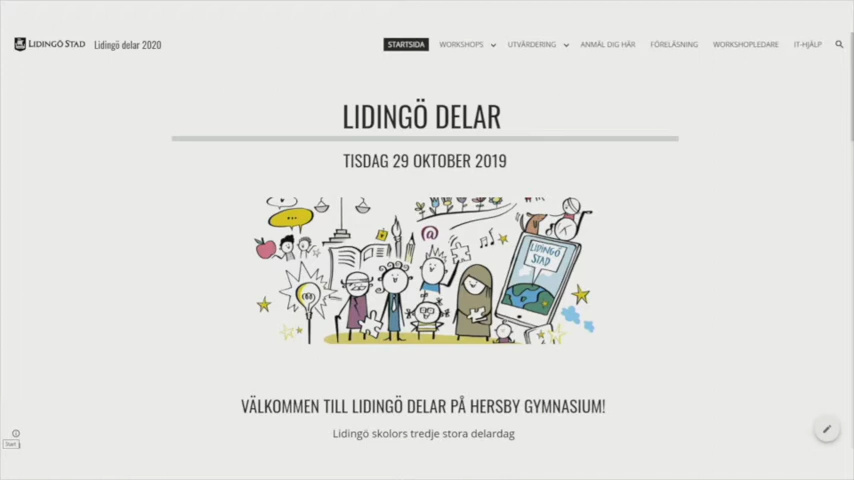 LIDINGÖ STAD
Lidingö delar 2020
STARTSIDA
WORKSHOPS
UTVÄRDERING
ANMÄL DIG HÄR
FÖRELÄSNING
WORKSHOPLEDARE
IT-HJÄLP
LIDINGÖ DELAR
TISDAG 29 OKTOBER 2019
@
LIDINGÖ
STAD
VÄLKOMMEN TILL LIDINGÖ DELAR PÅ HERSBY GYMNASIUM!
Lidingö skolors tredje stora delardag
Start